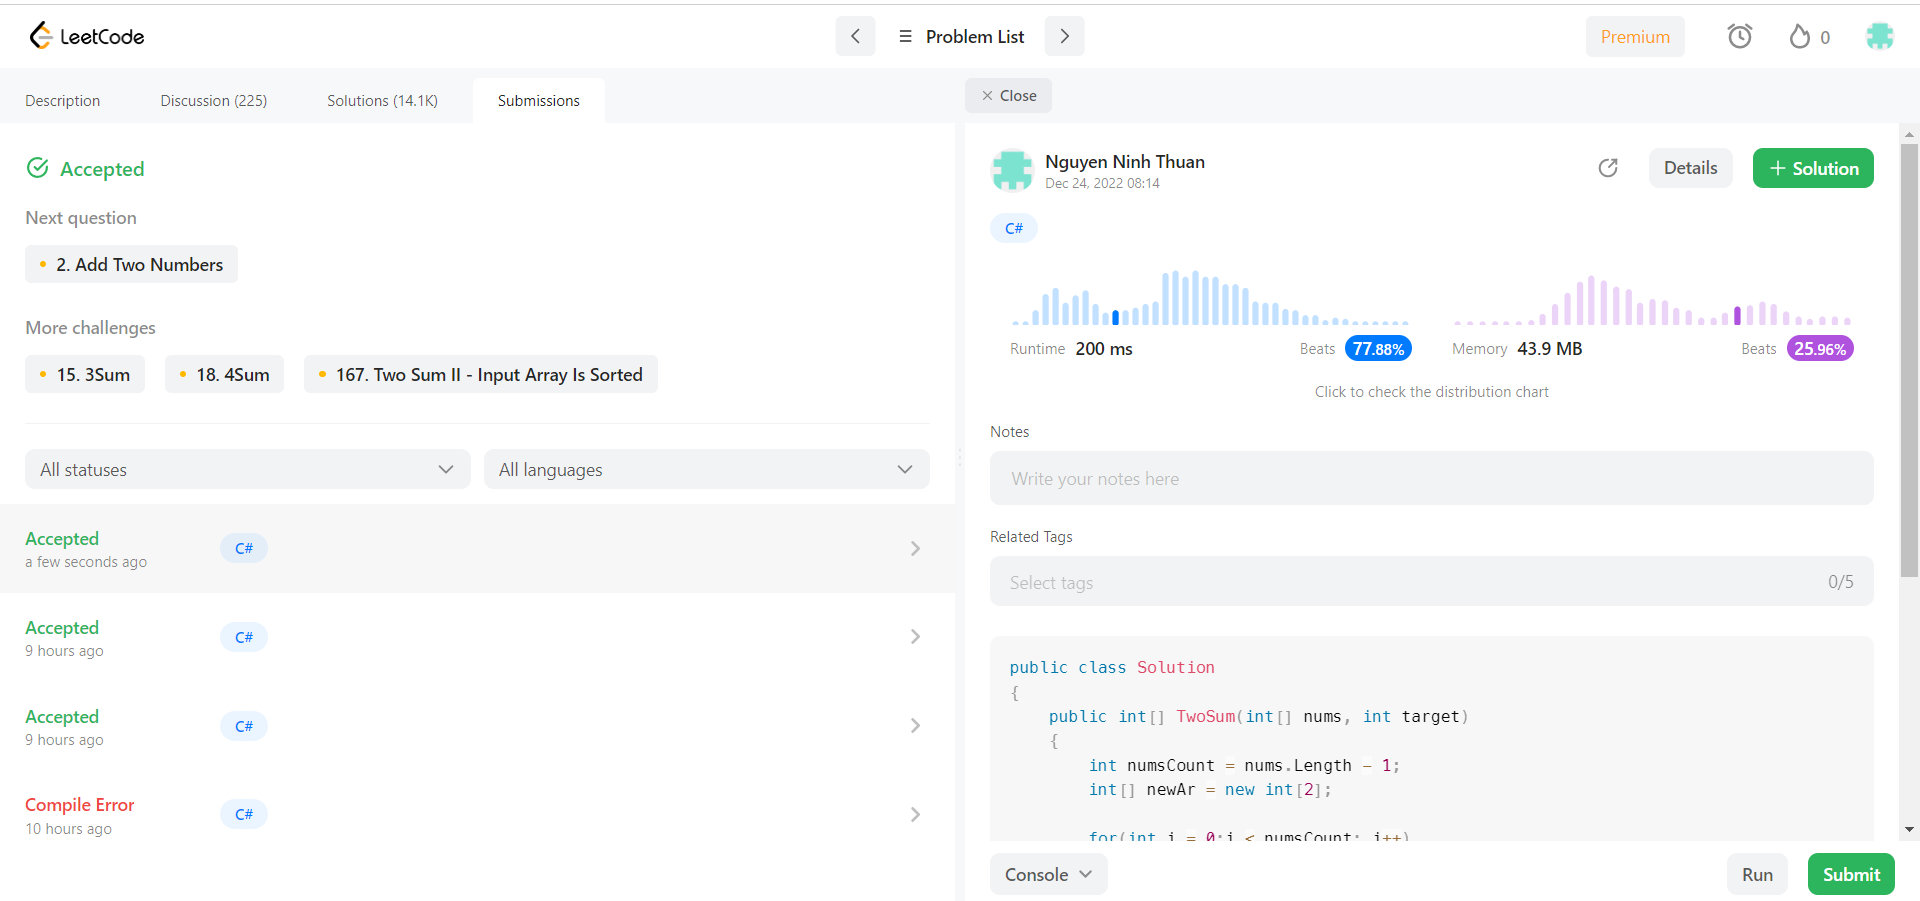 LeetCode
Problem List
Premium
0
Description
Discussion (225)
Solutions (14.1K)
Submissions
Close
Accepted
Next question
2. Add Two Numbers
More challenges
15. 3Sum
18. 4Sum
167. Two Sum II - Input Array Is Sorted
All statuses
All languages
Accepted
a few seconds ago
C#
Accepted
9 hours ago
C#
Accepted
9 hours ago
C#
Compile Error
10 hours ago
C#
Nguyen Ninh Thuan
Dec 24, 2022 08:14
Details
+ Solution
C#
Runtime 200 ms
Beats 77.88%
Memory 43.9 MB
Beats 25.96%
Click to check the distribution chart
Notes
Write your notes here
Related Tags
Select tags
0/5
public class Solution
{
public int[] TwoSum(int[] nums, int target)
{
int numsCount = nums.Length - 1;
int[] newAr = new int[2];
for(int i = 0;i < numsCount; i++)
Console
Run
Submit